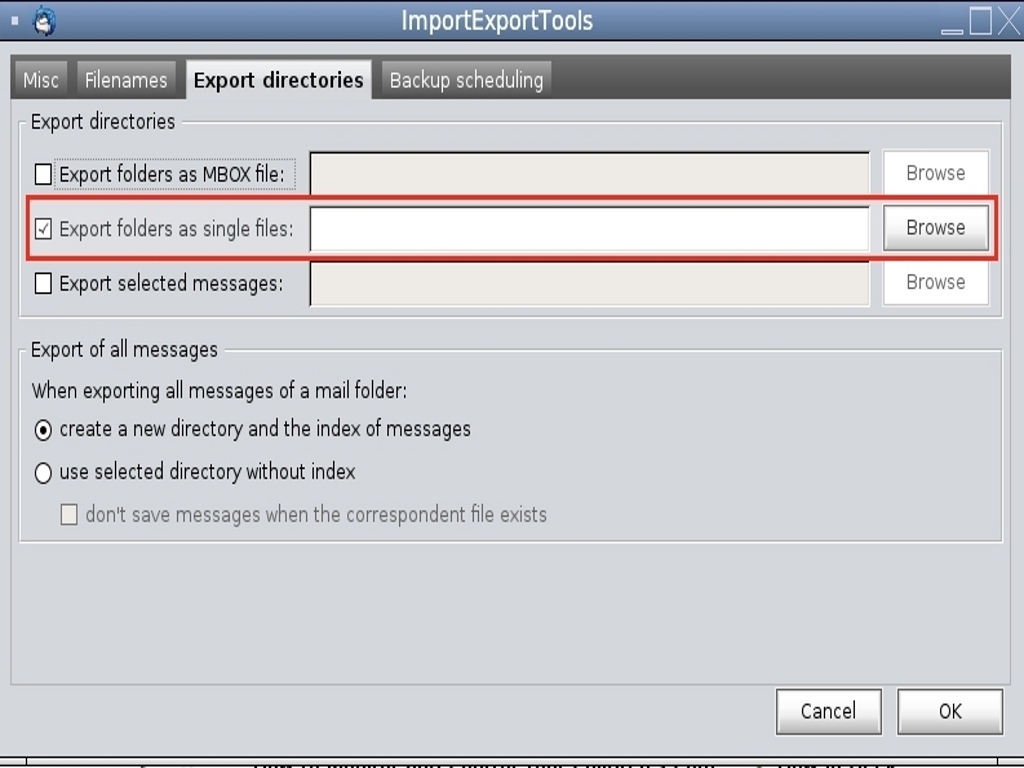 ImportExportTools
Misc Filenames Export directories Backup scheduling
Export directories
Export folders as MBOX file: Browse
Export folders as single files: Browse
Export selected messages: Browse
Export of all messages
When exporting all messages of a mail folder:
create a new directory and the index of messages
use selected directory without index
don't save messages when the correspondent file exists
Cancel OK